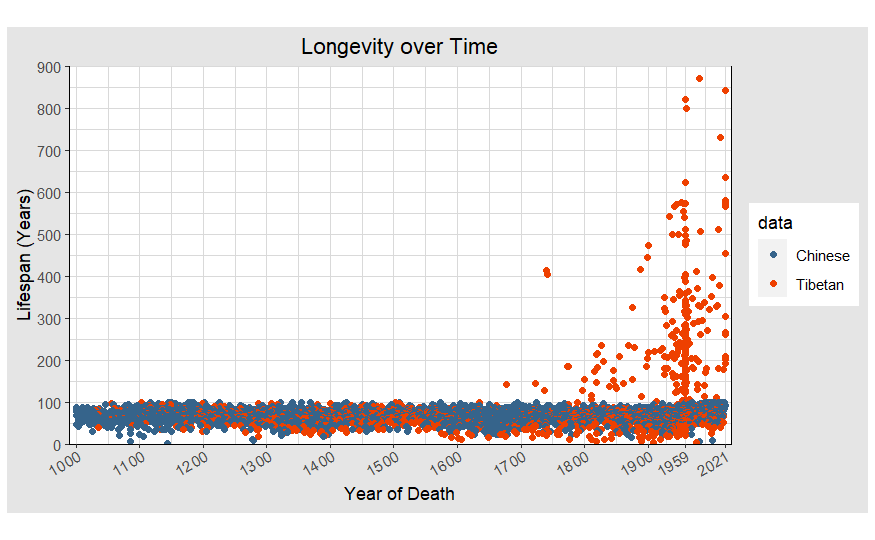 Longevity over Time
Lifespan (Years)
900
800
700
600
500
400
300
200
100
0
1000 1100 1200 1300 1400 1500 1600 1700 1800 1900 1959 2021
Year of Death
data
Chinese
Tibetan